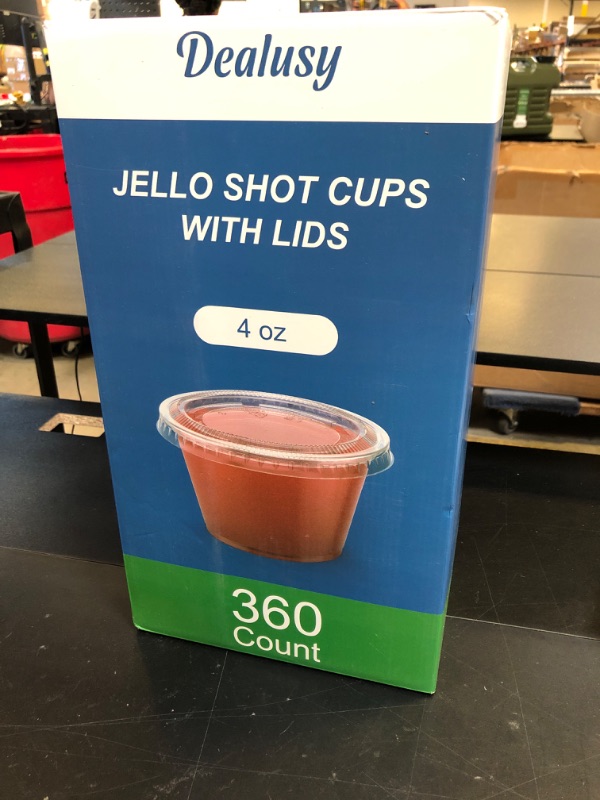 Dealusy
JELLO SHOT CUPS
WITH LIDS
4 oz
360
Count